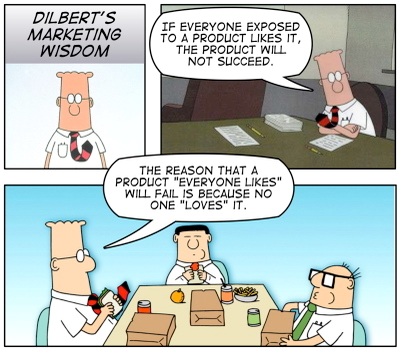 DILBERT'S
MARKETING
WISDOM
IF EVERYONE EXPOSED
TO A PRODUCT LIKES IT,
THE PRODUCT WILL
NOT SUCCEED.
THE REASON THAT A
PRODUCT "EVERYONE LIKES"
WILL FAIL IS BECAUSE NO
ONE "LOVES" IT.